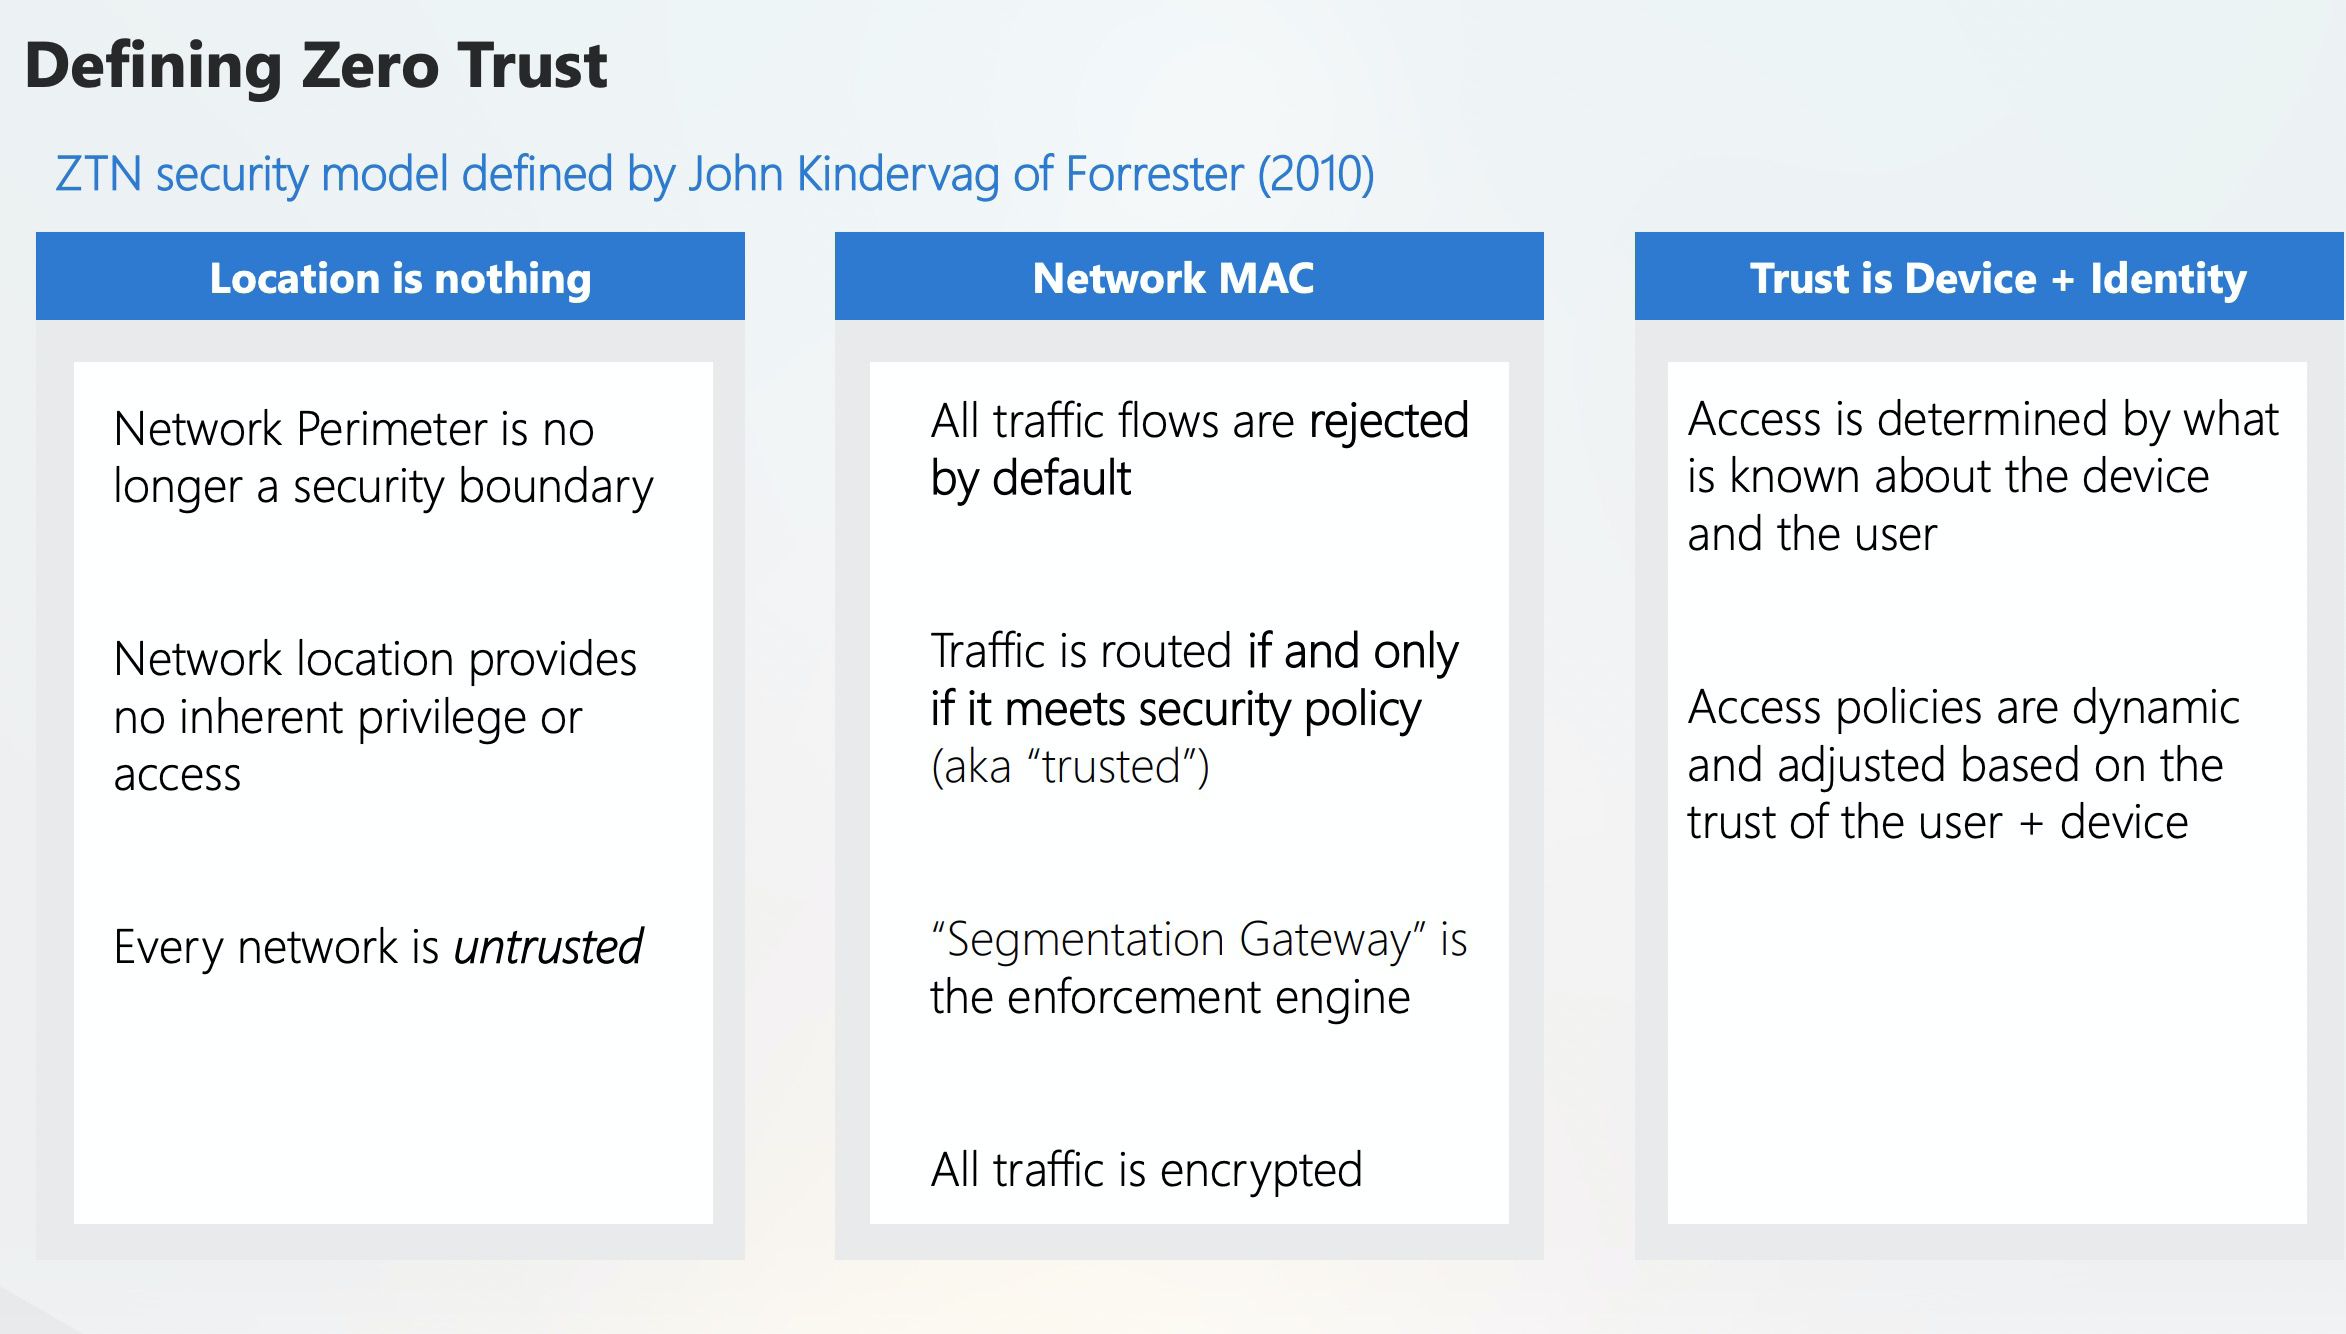 Defining Zero Trust
ZTN security model defined by John Kindervag of Forrester (2010)
Location is nothing
Network Perimeter is no
longer a security boundary
Network location provides
no inherent privilege or
access
Every network is untrusted
Network MAC
All traffic flows are rejected
by default
Traffic is routed if and only
if it meets security policy
(aka “trusted”)
“Segmentation Gateway” is
the enforcement engine
All traffic is encrypted
Trust is Device + Identity
Access is determined by what
is known about the device
and the user
Access policies are dynamic
and adjusted based on the
trust of the user + device